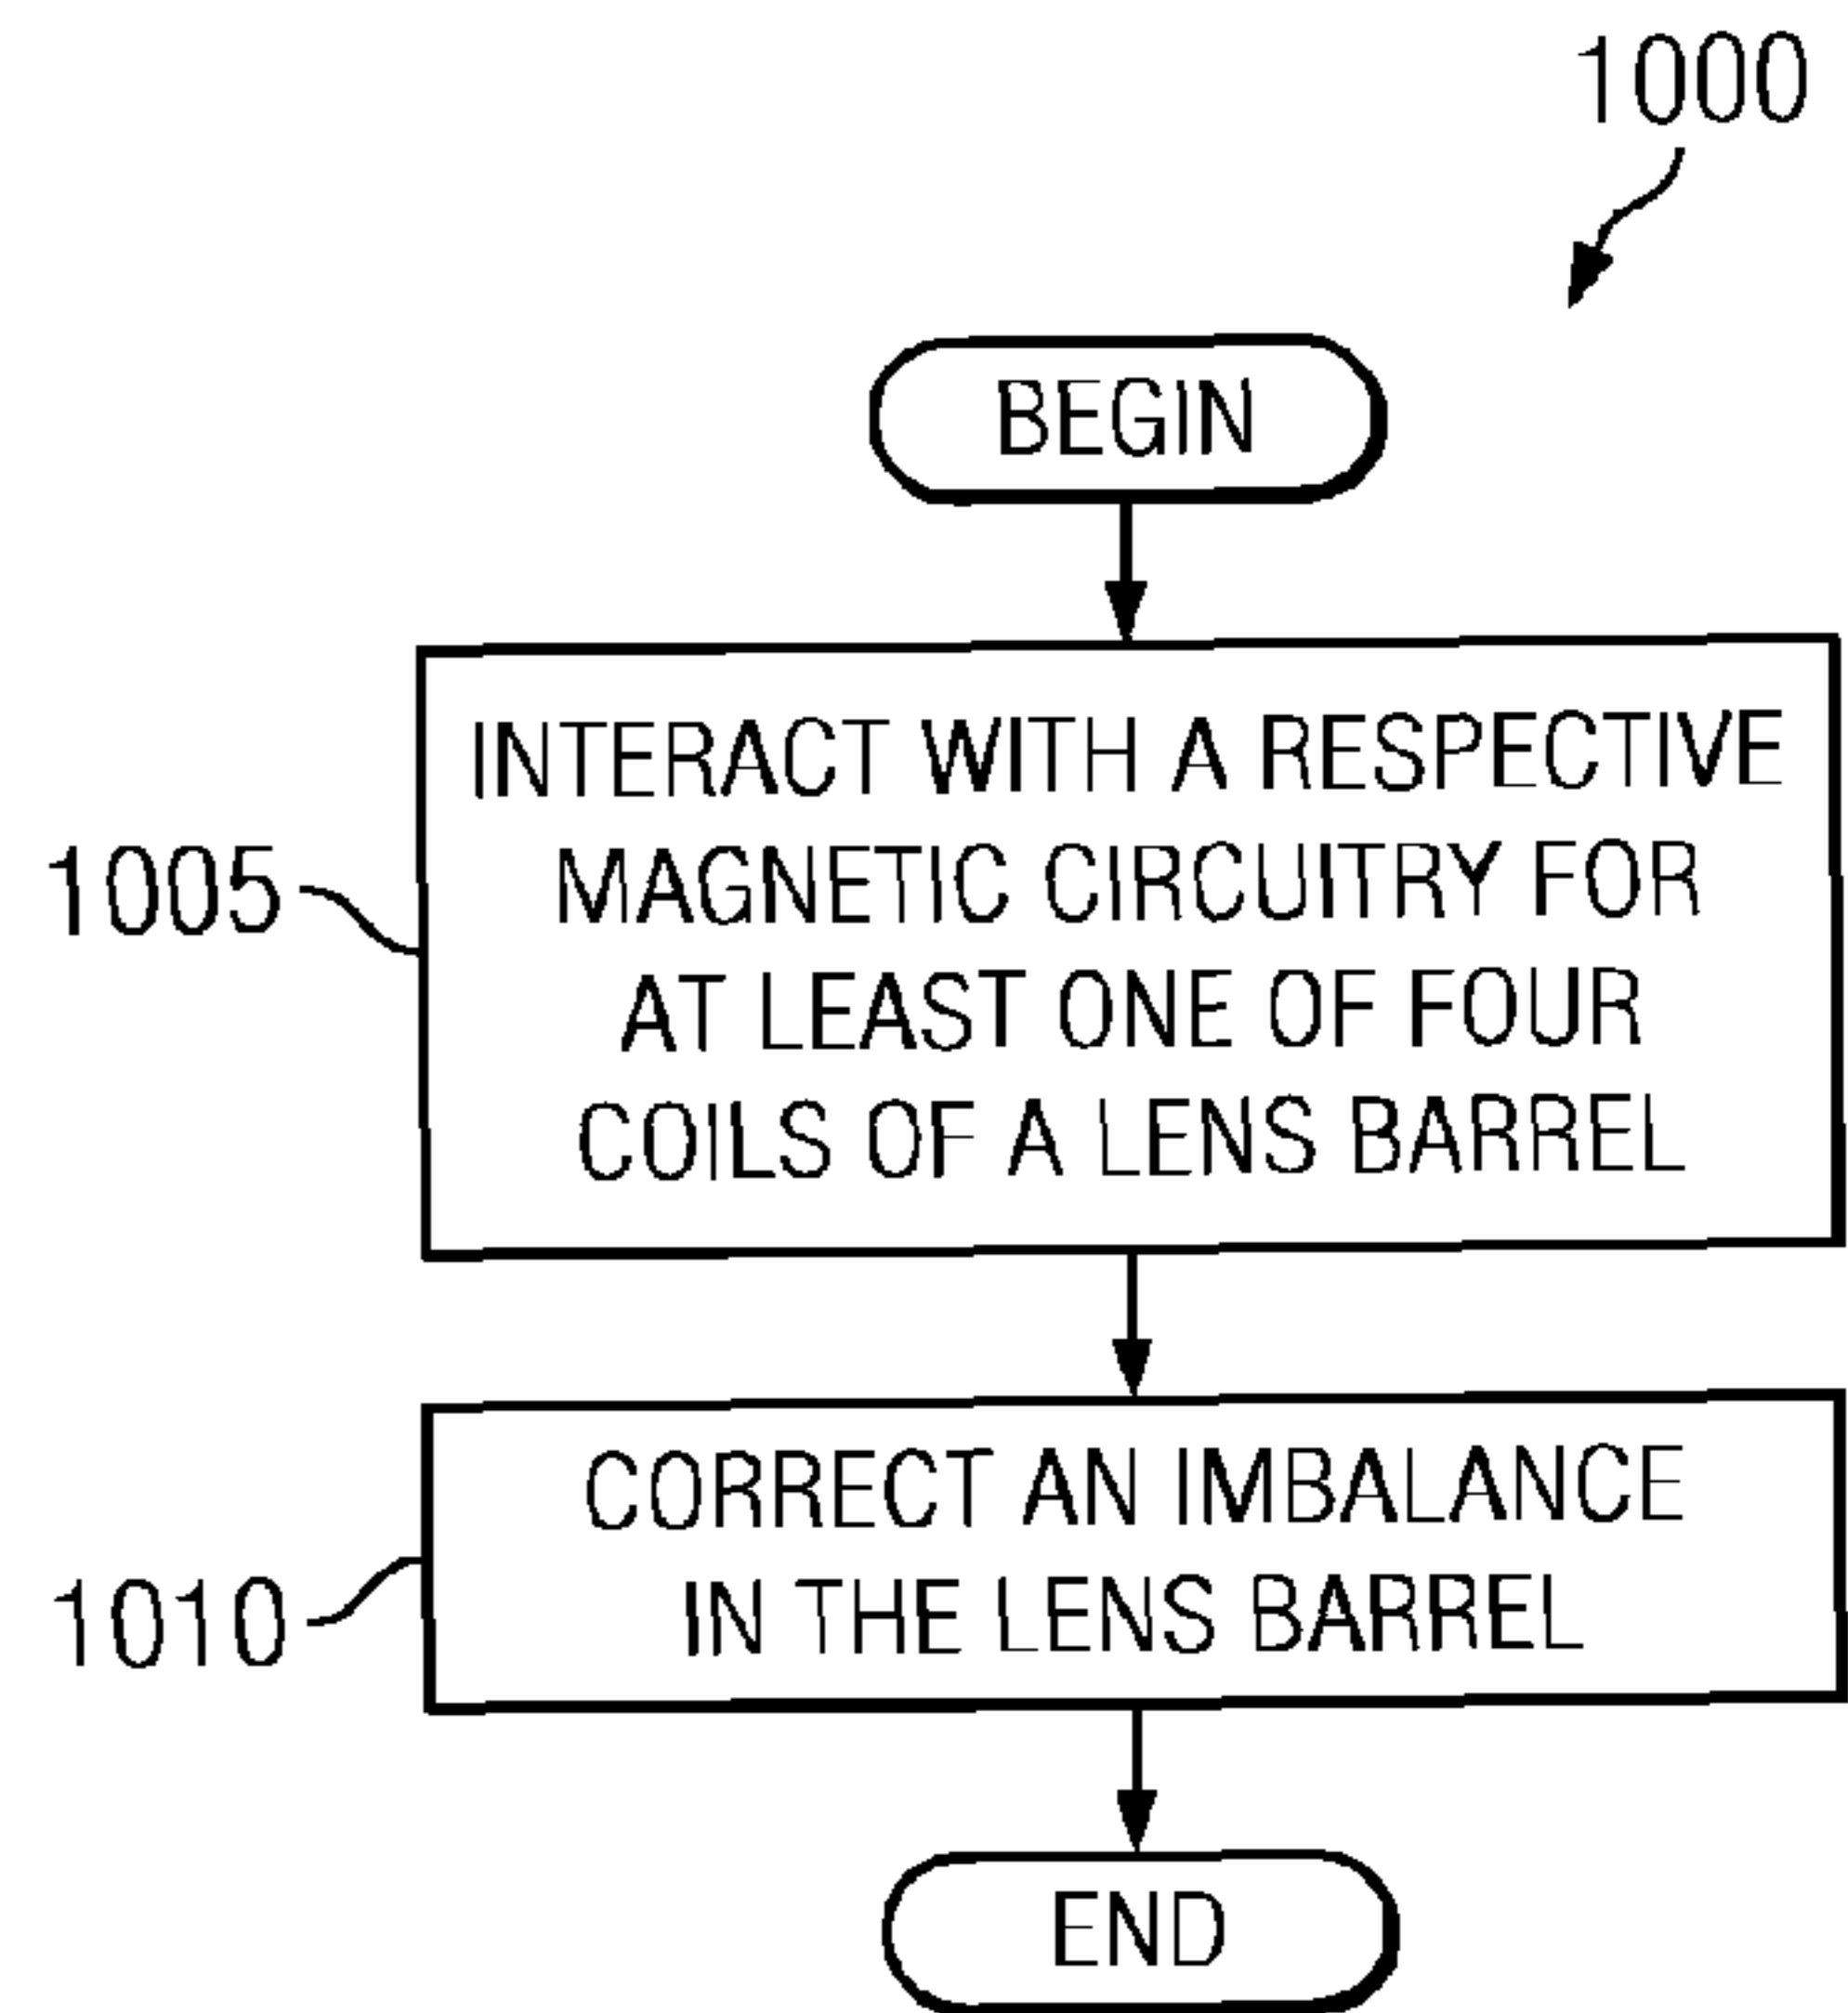 1000
BEGIN
INTERACT WITH A RESPECTIVE
MAGNETIC CIRCUITRY FOR
AT LEAST ONE OF FOUR
COILS OF A LENS BARREL
1005
CORRECT AN IMBALANCE
IN THE LENS BARREL
1010
END